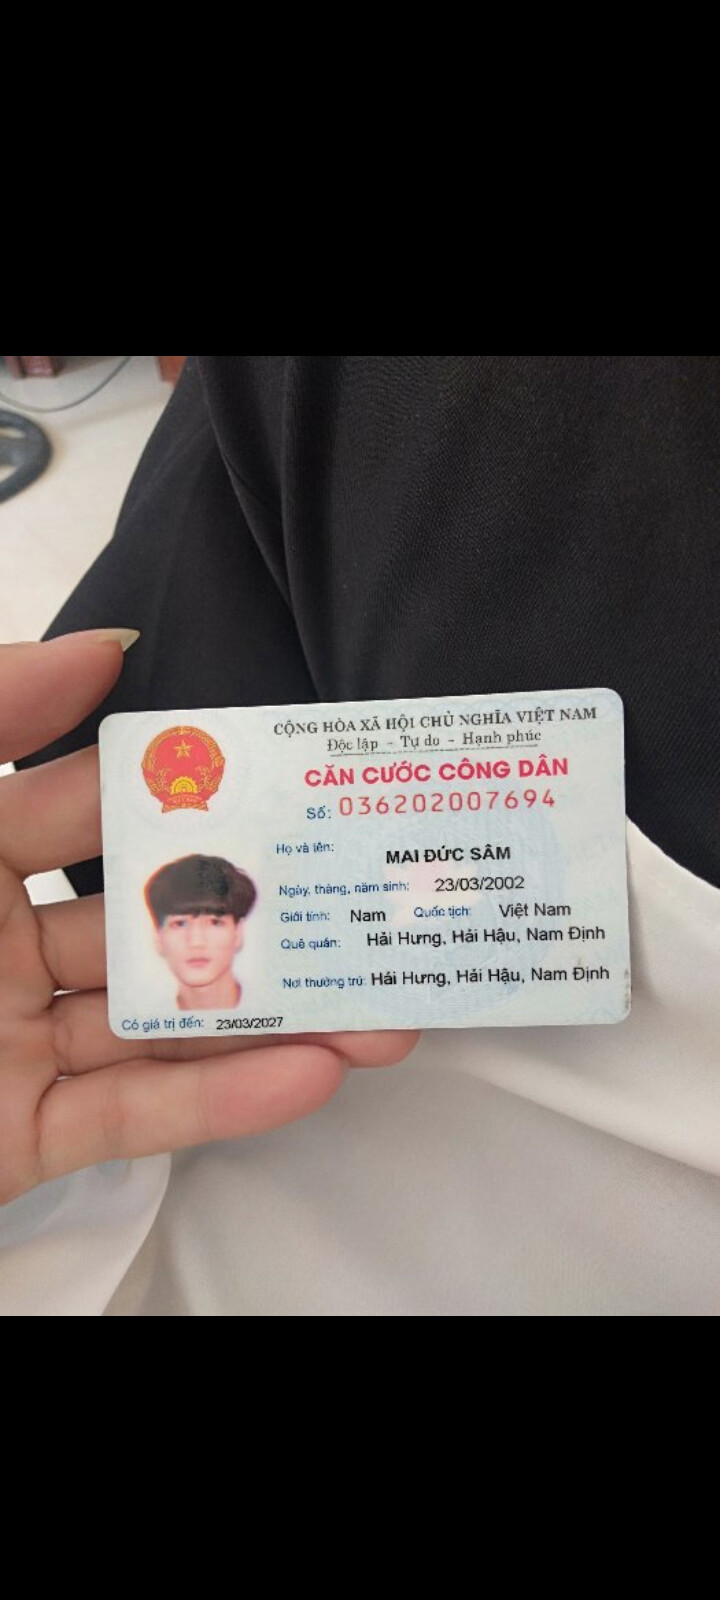 CỘNG HÒA XÃ HỘI CHỦ NGHĨA VIỆT NAM
Độc lập - Tự do - Hạnh phúc
CĂN CƯỚC CÔNG DÂN
Số: 036202007694
Họ và tên: MAI ĐỨC SÂM
Ngày, tháng, năm sinh: 23/03/2002
Giới tính: Nam Quốc tịch: Việt Nam
Quê quán: Hải Hưng, Hải Hậu, Nam Định
Nơi thường trú: Hải Hưng, Hải Hậu, Nam Định
Có giá trị đến: 23/03/2027